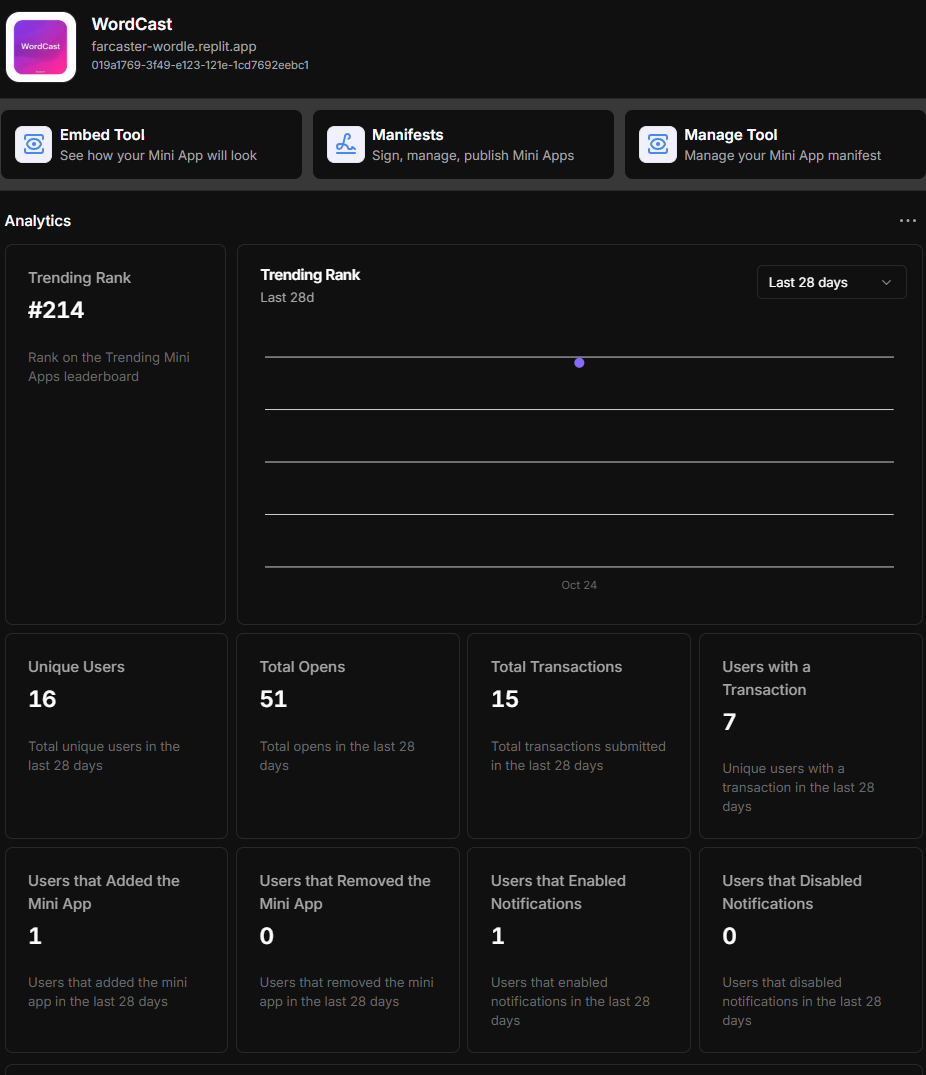 WordCast
WordCast
farcaster-wordle.replit.app
019a1769-3f49-e123-121e-1cd7692eebc1
Embed Tool
See how your Mini App will look
Manifests
Sign, manage, publish Mini Apps
Manage Tool
Manage your Mini App manifest
Analytics
Trending Rank
#214
Rank on the Trending Mini
Apps leaderboard
Trending Rank
Last 28d
Last 28 days
Oct 24
Unique Users
16
Total unique users in the
last 28 days
Total Opens
51
Total opens in the last 28
days
Total Transactions
15
Total transactions submitted
in the last 28 days
Users with a
Transaction
7
Unique users with a
transaction in the last 28
days
Users that Added the
Mini App
1
Users that added the mini
app in the last 28 days
Users that Removed the
Mini App
0
Users that removed the mini
app in the last 28 days
Users that Enabled
Notifications
1
Users that enabled
notifications in the last 28
days
Users that Disabled
Notifications
0
Users that disabled
notifications in the last 28
days